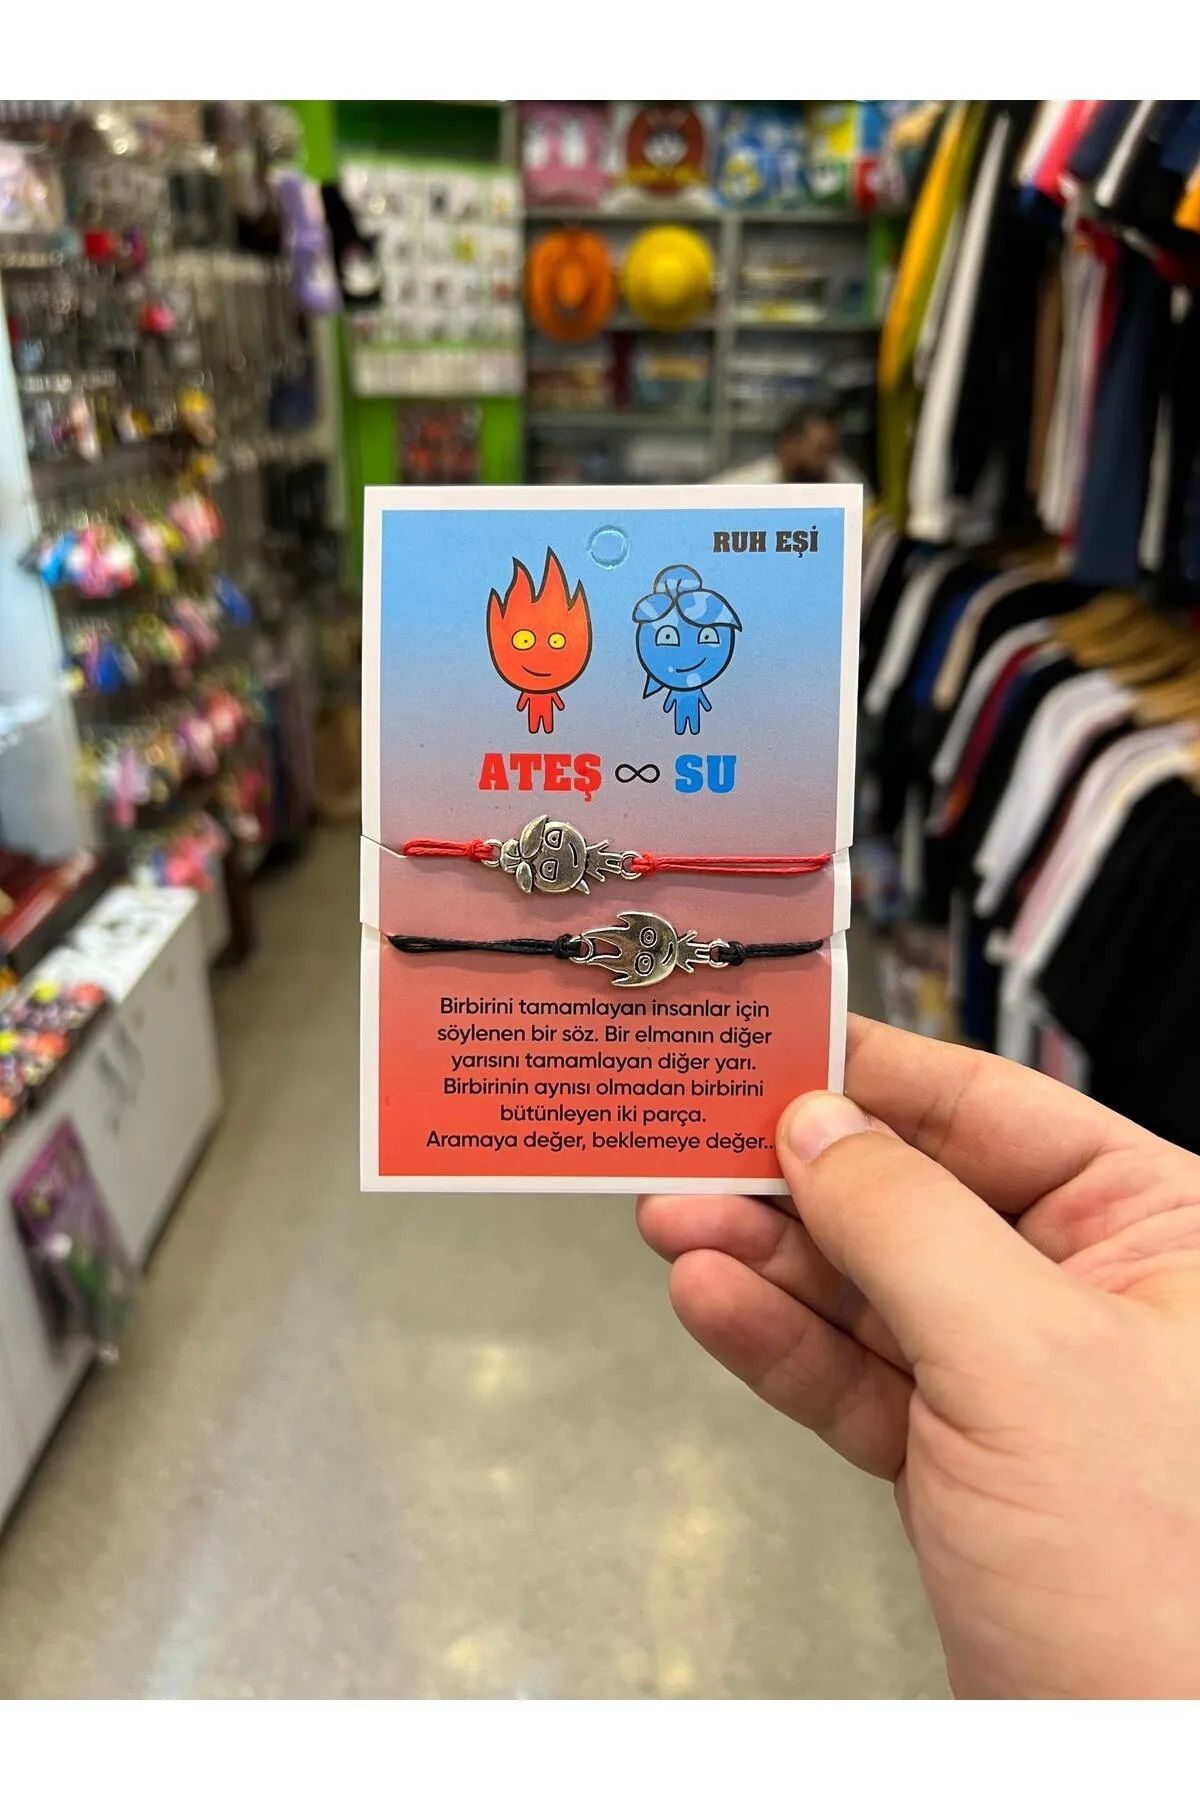 RUH EŞİ
ATEŞ ∞ SU
Birbirini tamamlayan insanlar için
söylenen bir söz. Bir elmanın diğer
yarısını tamamlayan diğer yarı.
Birbirinin aynısı olmadan birbirini
bütünleyen iki parça.
Aramaya değer, beklemeye değer..